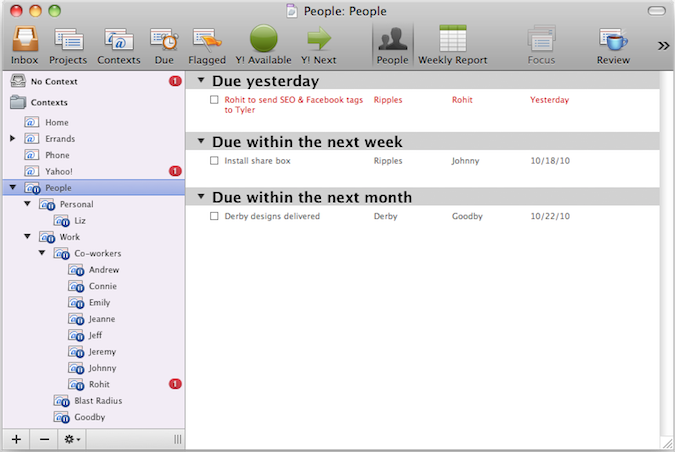 People: People
Inbox Projects Contexts Due Flagged Y! Available Y! Next People Weekly Report Focus Review »
No Context 1
Contexts
Home
Errands
Phone
Yahoo! 1
People
Personal
Liz
Work
Co-workers
Andrew
Connie
Emily
Jeanne
Jeff
Jeremy
Johnny
Rohit 1
Blast Radius
Goodby
Due yesterday
Rohit to send SEO & Facebook tags Ripples Rohit Yesterday
to Tyler
Due within the next week
Install share box Ripples Johnny 10/18/10
Due within the next month
Derby designs delivered Derby Goodby 10/22/10